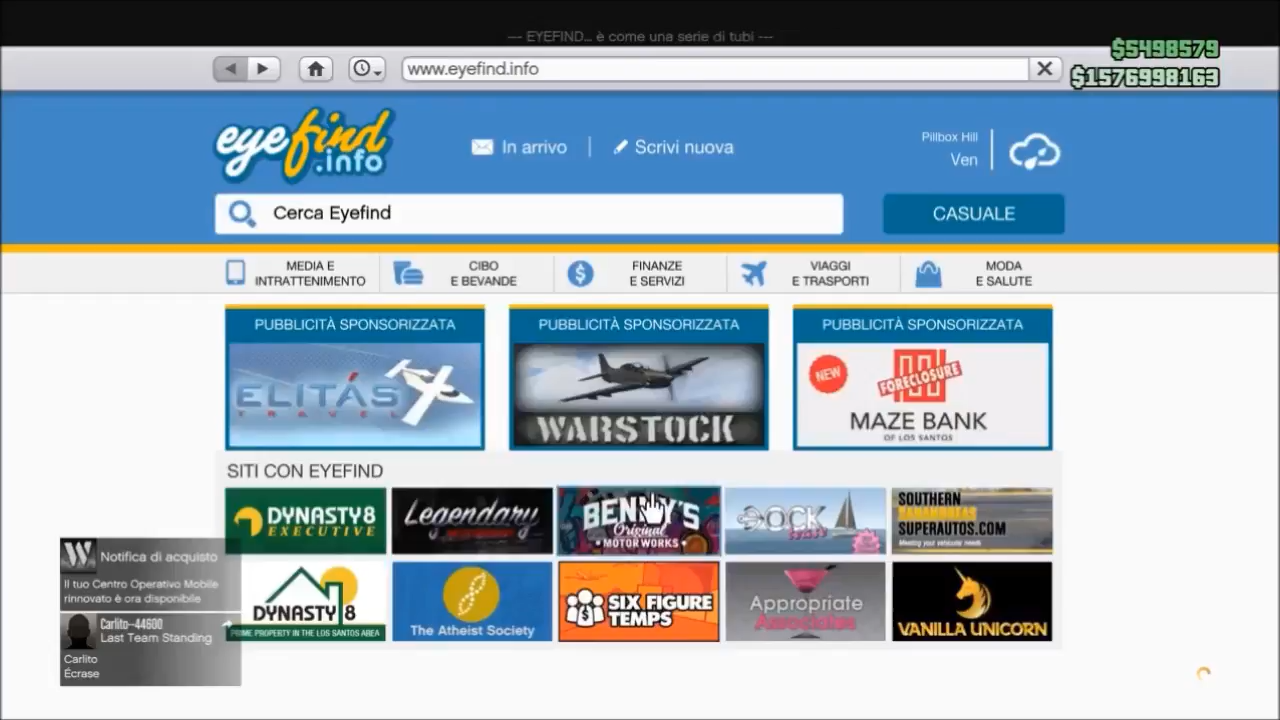 --- EYEFIND... è come una serie di tubi ---
$5498579
www.eyefind.info
$1576998163
eyefind
.info
In arrivo
Scrivi nuova
Pillbox Hill
Ven
Cerca Eyefind
CASUALE
MEDIA E
INTRATTENIMENTO
CIBO
E BEVANDE
FINANZE
E SERVIZI
VIAGGI
E TRASPORTI
MODA
E SALUTE
PUBBLICITÀ SPONSORIZZATA
ELITÁS
TRAVEL
PUBBLICITÀ SPONSORIZZATA
WARSTOCK
PUBBLICITÀ SPONSORIZZATA
NEW
FORECLOSURE
MAZE BANK
OF LOS SANTOS
SITI CON EYEFIND
DYNASTY 8
EXECUTIVE
Legendary
BENNY'S
Original
MOTOR WORKS
DOCK
SOUTHERN
SUPERAUTOS.COM
DYNASTY 8
PRIME PROPERTY IN THE LOS SANTOS AREA
The Atheist Society
SIX FIGURE
TEMPS
Appropriate
Associates
VANILLA UNICORN
Notifica di acquisto
Il tuo Centro Operativo Mobile
rinnovato è ora disponibile
Carlito-44600
Last Team Standing
Carlito
Écrase